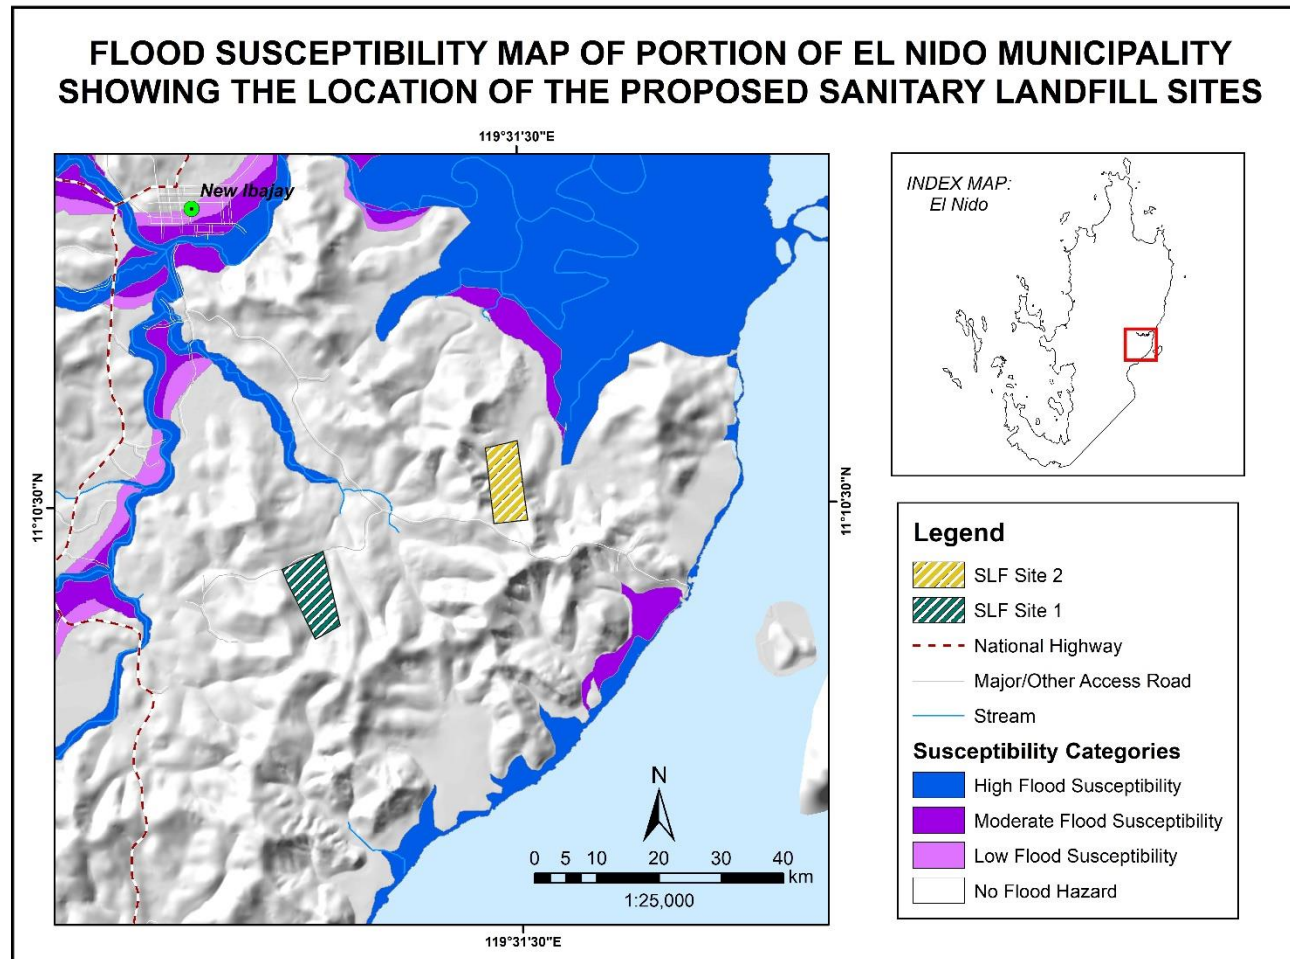 FLOOD SUSCEPTIBILITY MAP OF PORTION OF EL NIDO MUNICIPALITY
SHOWING THE LOCATION OF THE PROPOSED SANITARY LANDFILL SITES
119°31'30"E
New Ibajay
11°10'30"N
11°10'30"N
N
0 5 10 20 30 40
km
1:25,000
119°31'30"E
INDEX MAP:
El Nido
Legend
SLF Site 2
SLF Site 1
National Highway
Major/Other Access Road
Stream
Susceptibility Categories
High Flood Susceptibility
Moderate Flood Susceptibility
Low Flood Susceptibility
No Flood Hazard